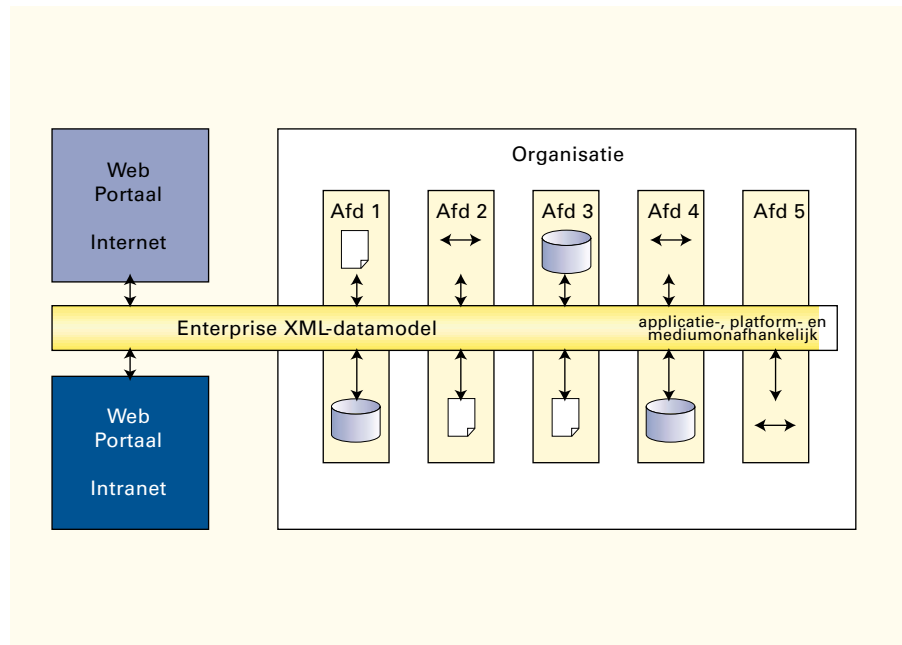 Organisatie
Web
Portaal
Internet
Afd 1
Afd 2
Afd 3
Afd 4
Afd 5
Enterprise XML-datamodel
applicatie-, platform- en
mediumonafhankelijk
Web
Portaal
Intranet